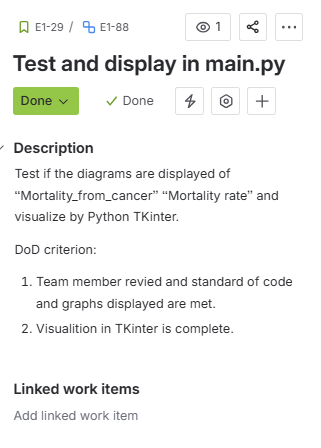 E1-29 / E1-88 1
Test and display in main.py
Done Done
Description
Test if the diagrams are displayed of
“Mortality_from_cancer” “Mortality rate” and
visualize by Python TKinter.
DoD criterion:
1. Team member revied and standard of code
and graphs displayed are met.
2. Visualition in TKinter is complete.
Linked work items
Add linked work item